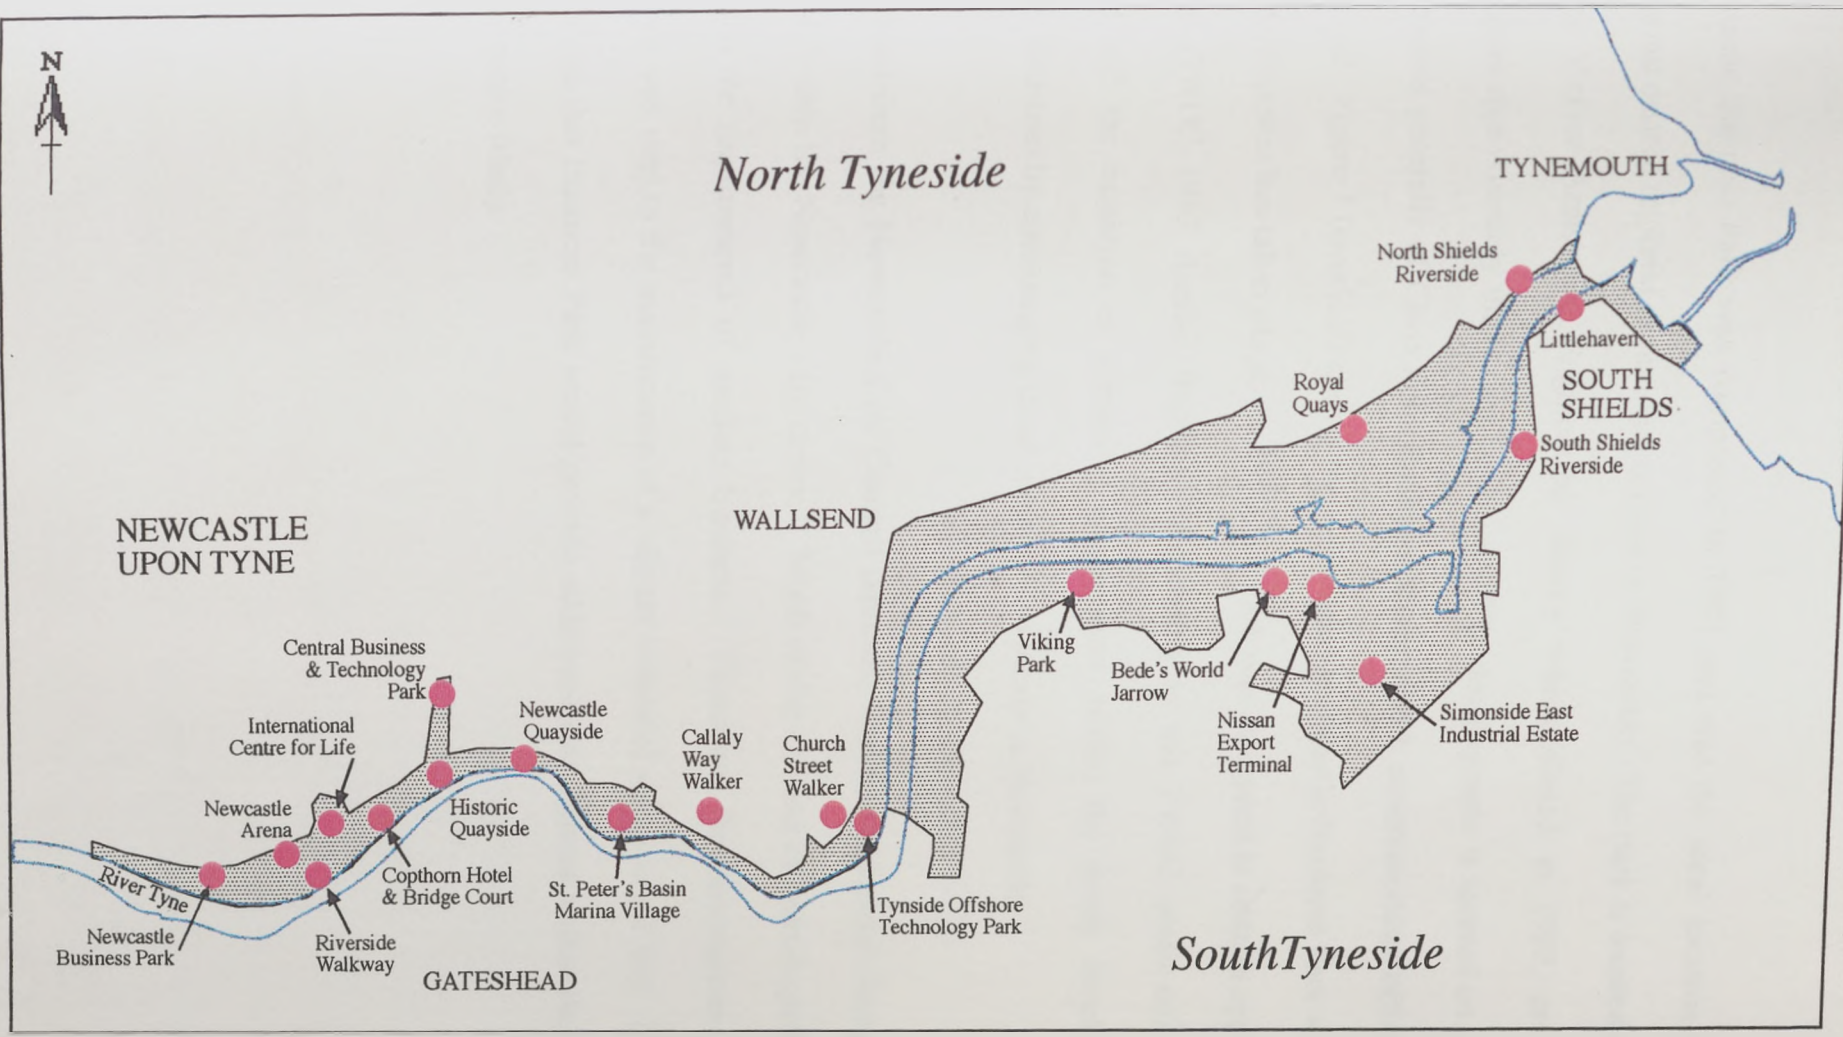 N
North Tyneside
TYNEMOUTH
North Shields
Riverside
Littlehaven
Royal
Quays
SOUTH
SHIELDS
South Shields
Riverside
WALLSEND
NEWCASTLE
UPON TYNE
Central Business
& Technology
Park
International
Centre for Life
Newcastle
Quayside
Callaly
Way
Walker
Church
Street
Walker
Viking
Park
Bede's World
Jarrow
Nissan
Export
Terminal
Simonside East
Industrial Estate
Newcastle
Arena
Historic
Quayside
Copthorn Hotel
& Bridge Court
St. Peter's Basin
Marina Village
Tynside Offshore
Technology Park
River Tyne
Newcastle
Business Park
Riverside
Walkway
GATESHEAD
SouthTyneside